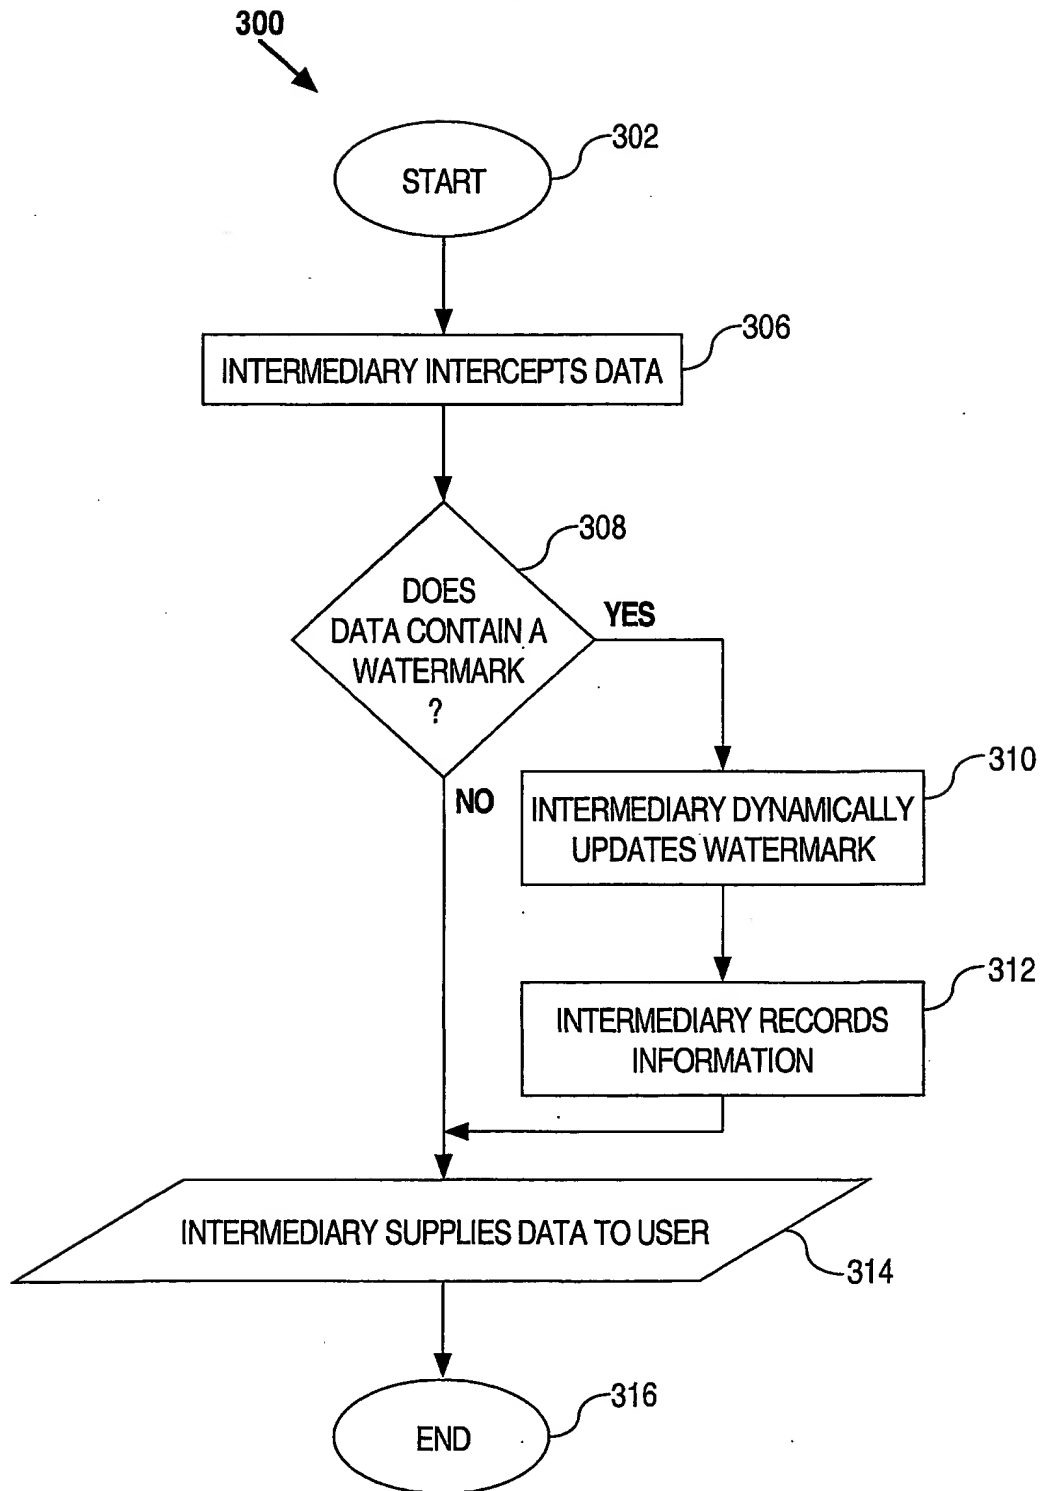 300
302
START
306
INTERMEDIARY INTERCEPTS DATA
308
DOES
DATA CONTAIN A
WATERMARK
?
YES
NO
310
INTERMEDIARY DYNAMICALLY
UPDATES WATERMARK
312
INTERMEDIARY RECORDS
INFORMATION
INTERMEDIARY SUPPLIES DATA TO USER
314
316
END